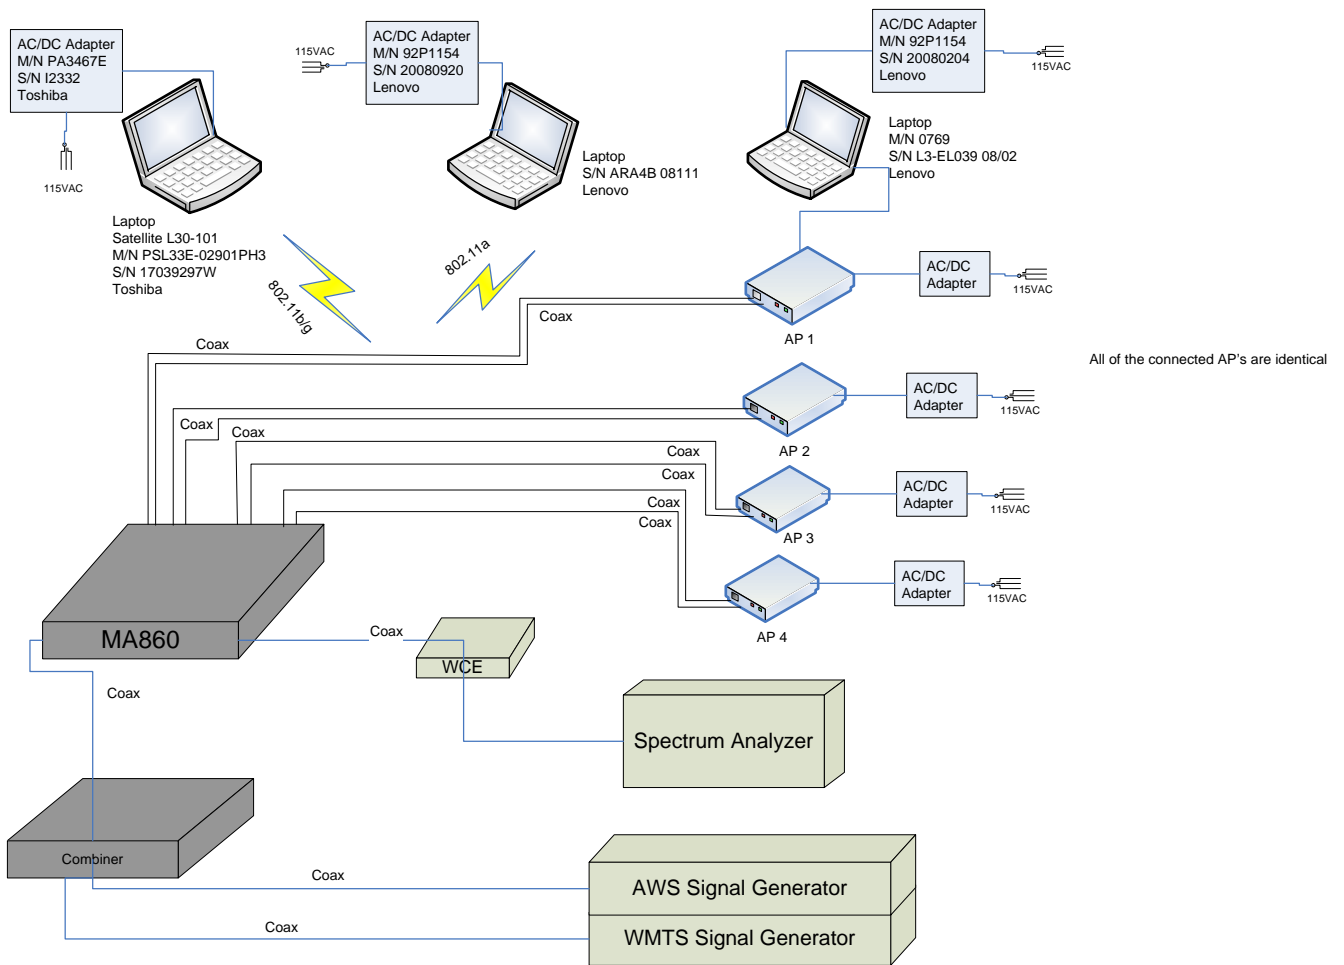 AC/DC Adapter
M/N PA3467E
S/N I2332
Toshiba
115VAC
Laptop
Satellite L30-101
M/N PSL33E-02901PH3
S/N 17039297W
Toshiba
115VAC
AC/DC Adapter
M/N 92P1154
S/N 20080920
Lenovo
Laptop
S/N ARA4B 08111
Lenovo
AC/DC Adapter
M/N 92P1154
S/N 20080204
Lenovo
115VAC
Laptop
M/N 0769
S/N L3-EL039 08/02
Lenovo
802.11b/g
802.11a
AC/DC
Adapter
115VAC
Coax
Coax
AP 1
All of the connected AP's are identical
AC/DC
Adapter
115VAC
AP 2
Coax
Coax
Coax
Coax
Coax
AC/DC
Adapter
115VAC
AP 3
AC/DC
Adapter
115VAC
AP 4
MA860
Coax
WCE
Coax
Spectrum Analyzer
Combiner
Coax
AWS Signal Generator
Coax
WMTS Signal Generator